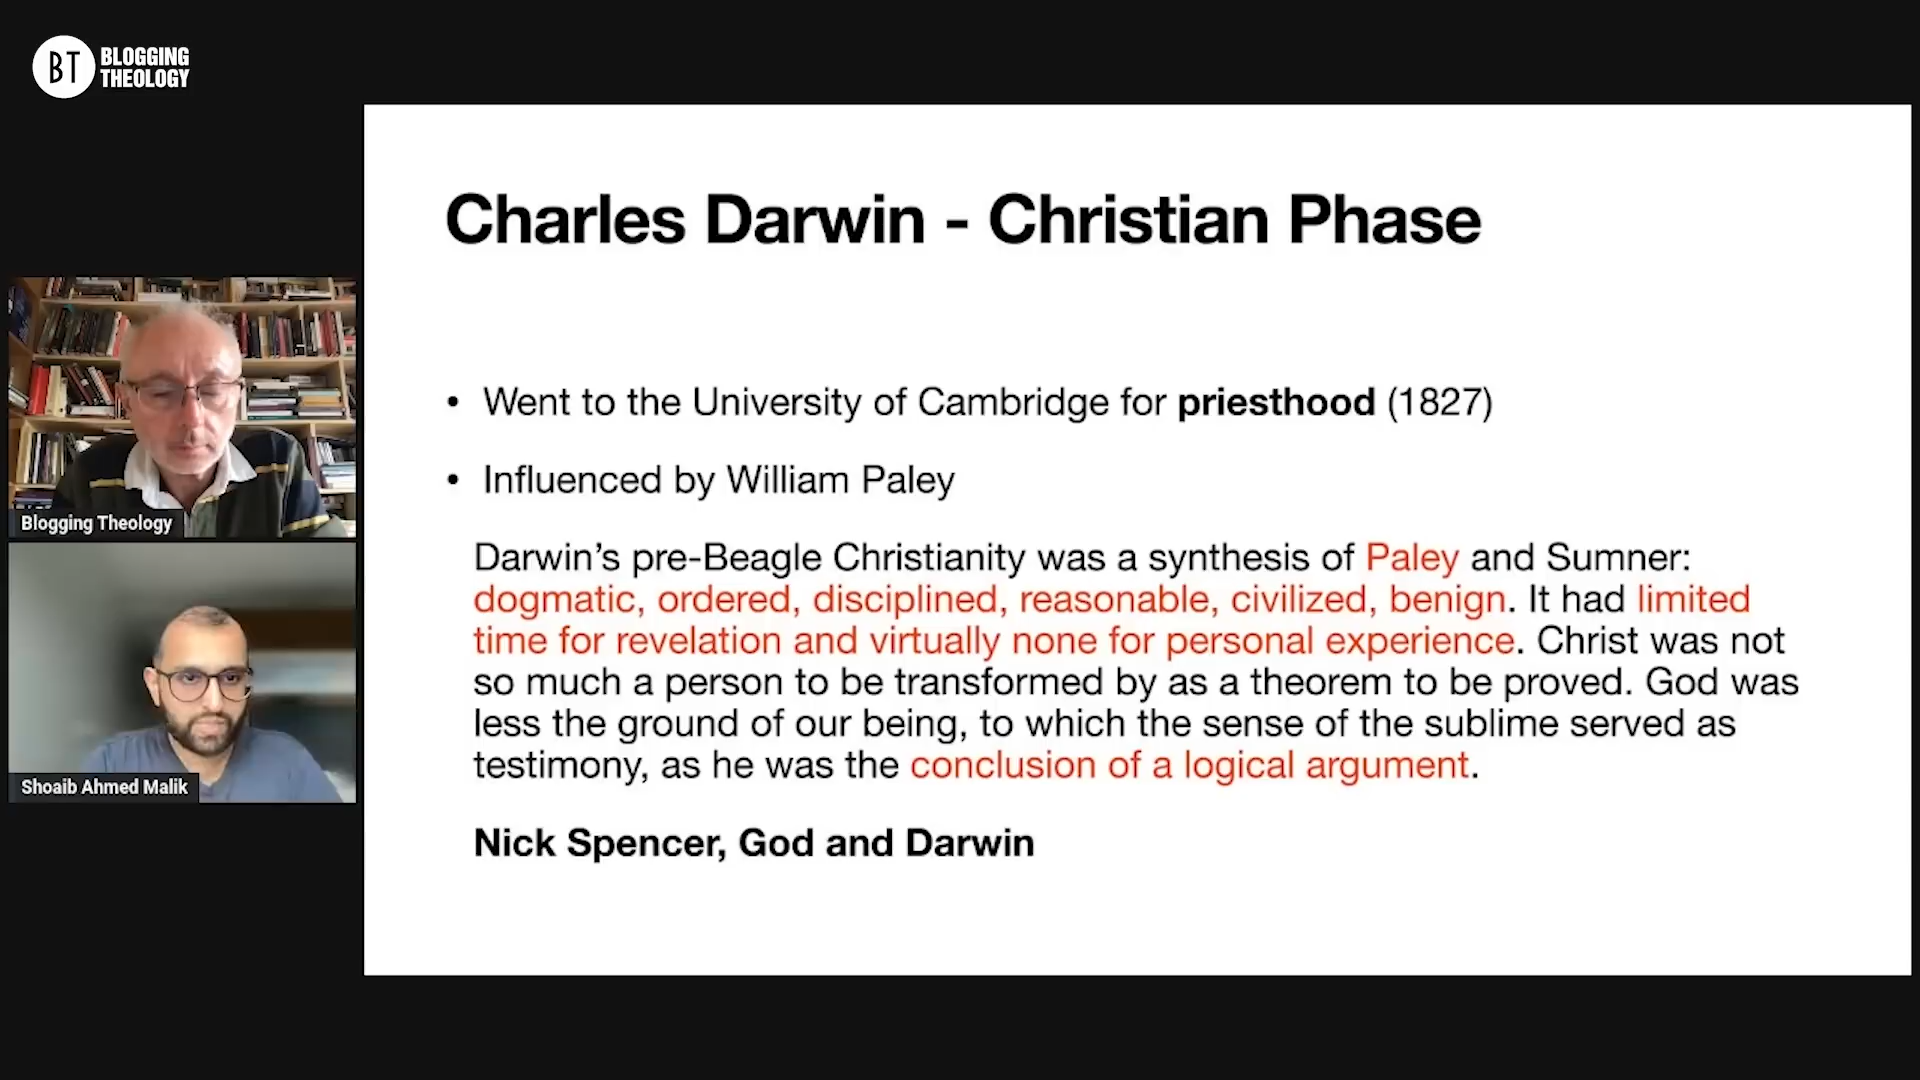 BT BLOGGING
THEOLOGY
Charles Darwin - Christian Phase
• Went to the University of Cambridge for priesthood (1827)
• Influenced by William Paley
Darwin’s pre-Beagle Christianity was a synthesis of Paley and Sumner:
dogmatic, ordered, disciplined, reasonable, civilized, benign. It had limited
time for revelation and virtually none for personal experience. Christ was not
so much a person to be transformed by as a theorem to be proved. God was
less the ground of our being, to which the sense of the sublime served as
testimony, as he was the conclusion of a logical argument.
Nick Spencer, God and Darwin
Blogging Theology
Shoaib Ahmed Malik